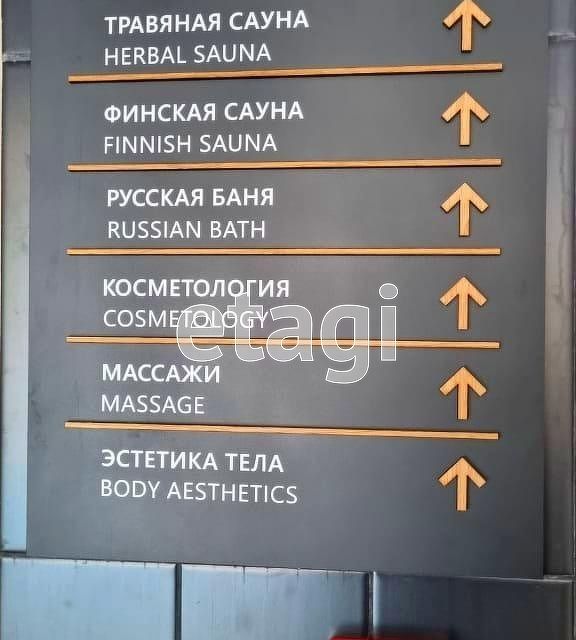 ТРАВЯНАЯ САУНА
HERBAL SAUNA
ФИНСКАЯ САУНА
FINNISH SAUNA
РУССКАЯ БАНЯ
RUSSIAN BATH
КОСМЕТОЛОГИЯ
COSMETOLOGY
etagi
МАССАЖИ
MASSAGE
ЭСТЕТИКА ТЕЛА
BODY AESTHETICS